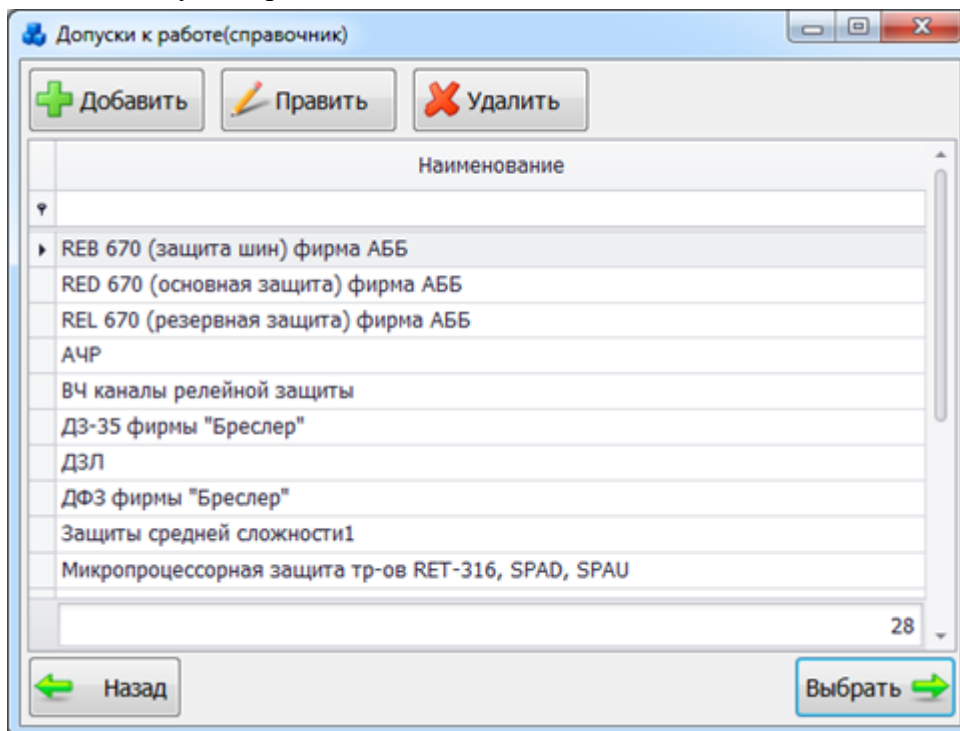 Допуски к работе(справочник)
Добавить Править Удалить
Наименование
REB 670 (защита шин) фирма АББ
RED 670 (основная защита) фирма АББ
REL 670 (резервная защита) фирма АББ
АЧР
ВЧ каналы релейной защиты
ДЗ-35 фирмы "Бреслер"
ДЗЛ
ДФЗ фирмы "Бреслер"
Защиты средней сложности1
Микропроцессорная защита тр-ов RET-316, SPAD, SPAU
28
Назад Выбрать